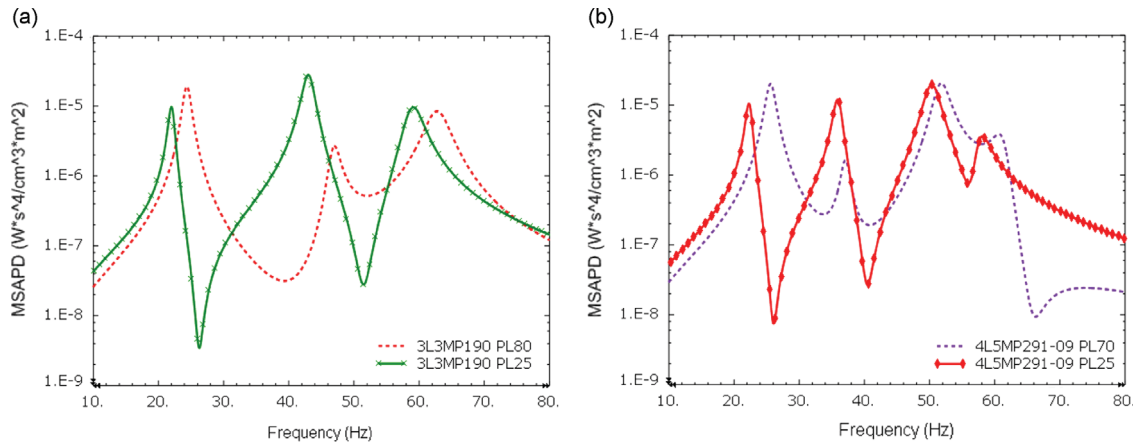 (a)
1.E-4
1.E-5
1.E-6
1.E-7
1.E-8
1.E-9
MSAPD (W*s^4/cm^3*m^2)
3L3MP190 PL80
3L3MP190 PL25
10. 20. 30. 40. 50. 60. 70. 80.
Frequency (Hz)
(b)
1.E-4
1.E-5
1.E-6
1.E-7
1.E-8
1.E-9
MSAPD (W*s^4/cm^3*m^2)
4L5MP291-09 PL70
4L5MP291-09 PL25
10. 20. 30. 40. 50. 60. 70. 80.
Frequency (Hz)